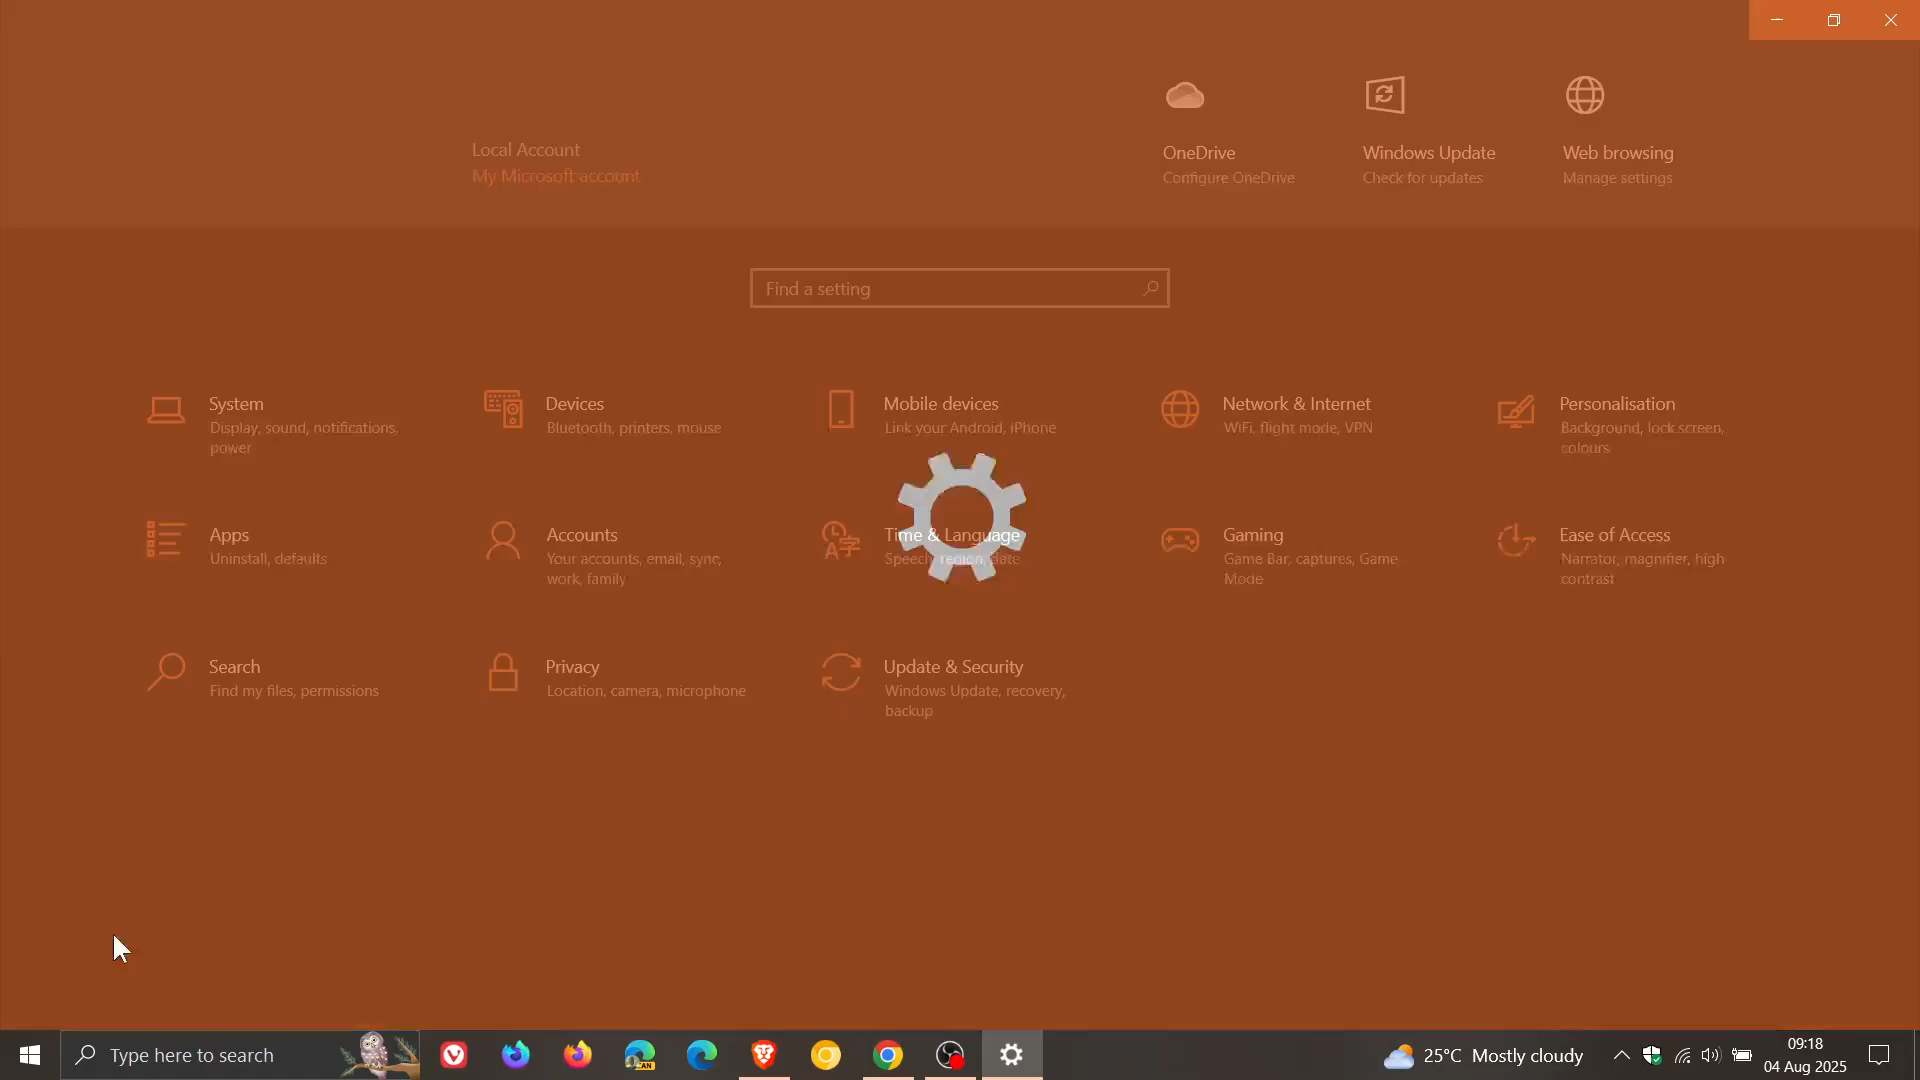 Local Account
My Microsoft account
OneDrive
Configure OneDrive
Windows Update
Check for updates
Web browsing
Manage settings
Find a setting
System
Display, sound, notifications,
power
Devices
Bluetooth, printers, mouse
Mobile devices
Link your Android, iPhone
Network & Internet
WiFi, flight mode, VPN
Personalisation
Background, lock screen,
colours
Apps
Uninstall, defaults
Accounts
Your accounts, email, sync,
work, family
Time & Language
Speech, region, date
Gaming
Game Bar, captures, Game
Mode
Ease of Access
Narrator, magnifier, high
contrast
Search
Find my files, permissions
Privacy
Location, camera, microphone
Update & Security
Windows Update, recovery,
backup
Type here to search
CAN
25°C Mostly cloudy
09:18
04 Aug 2025